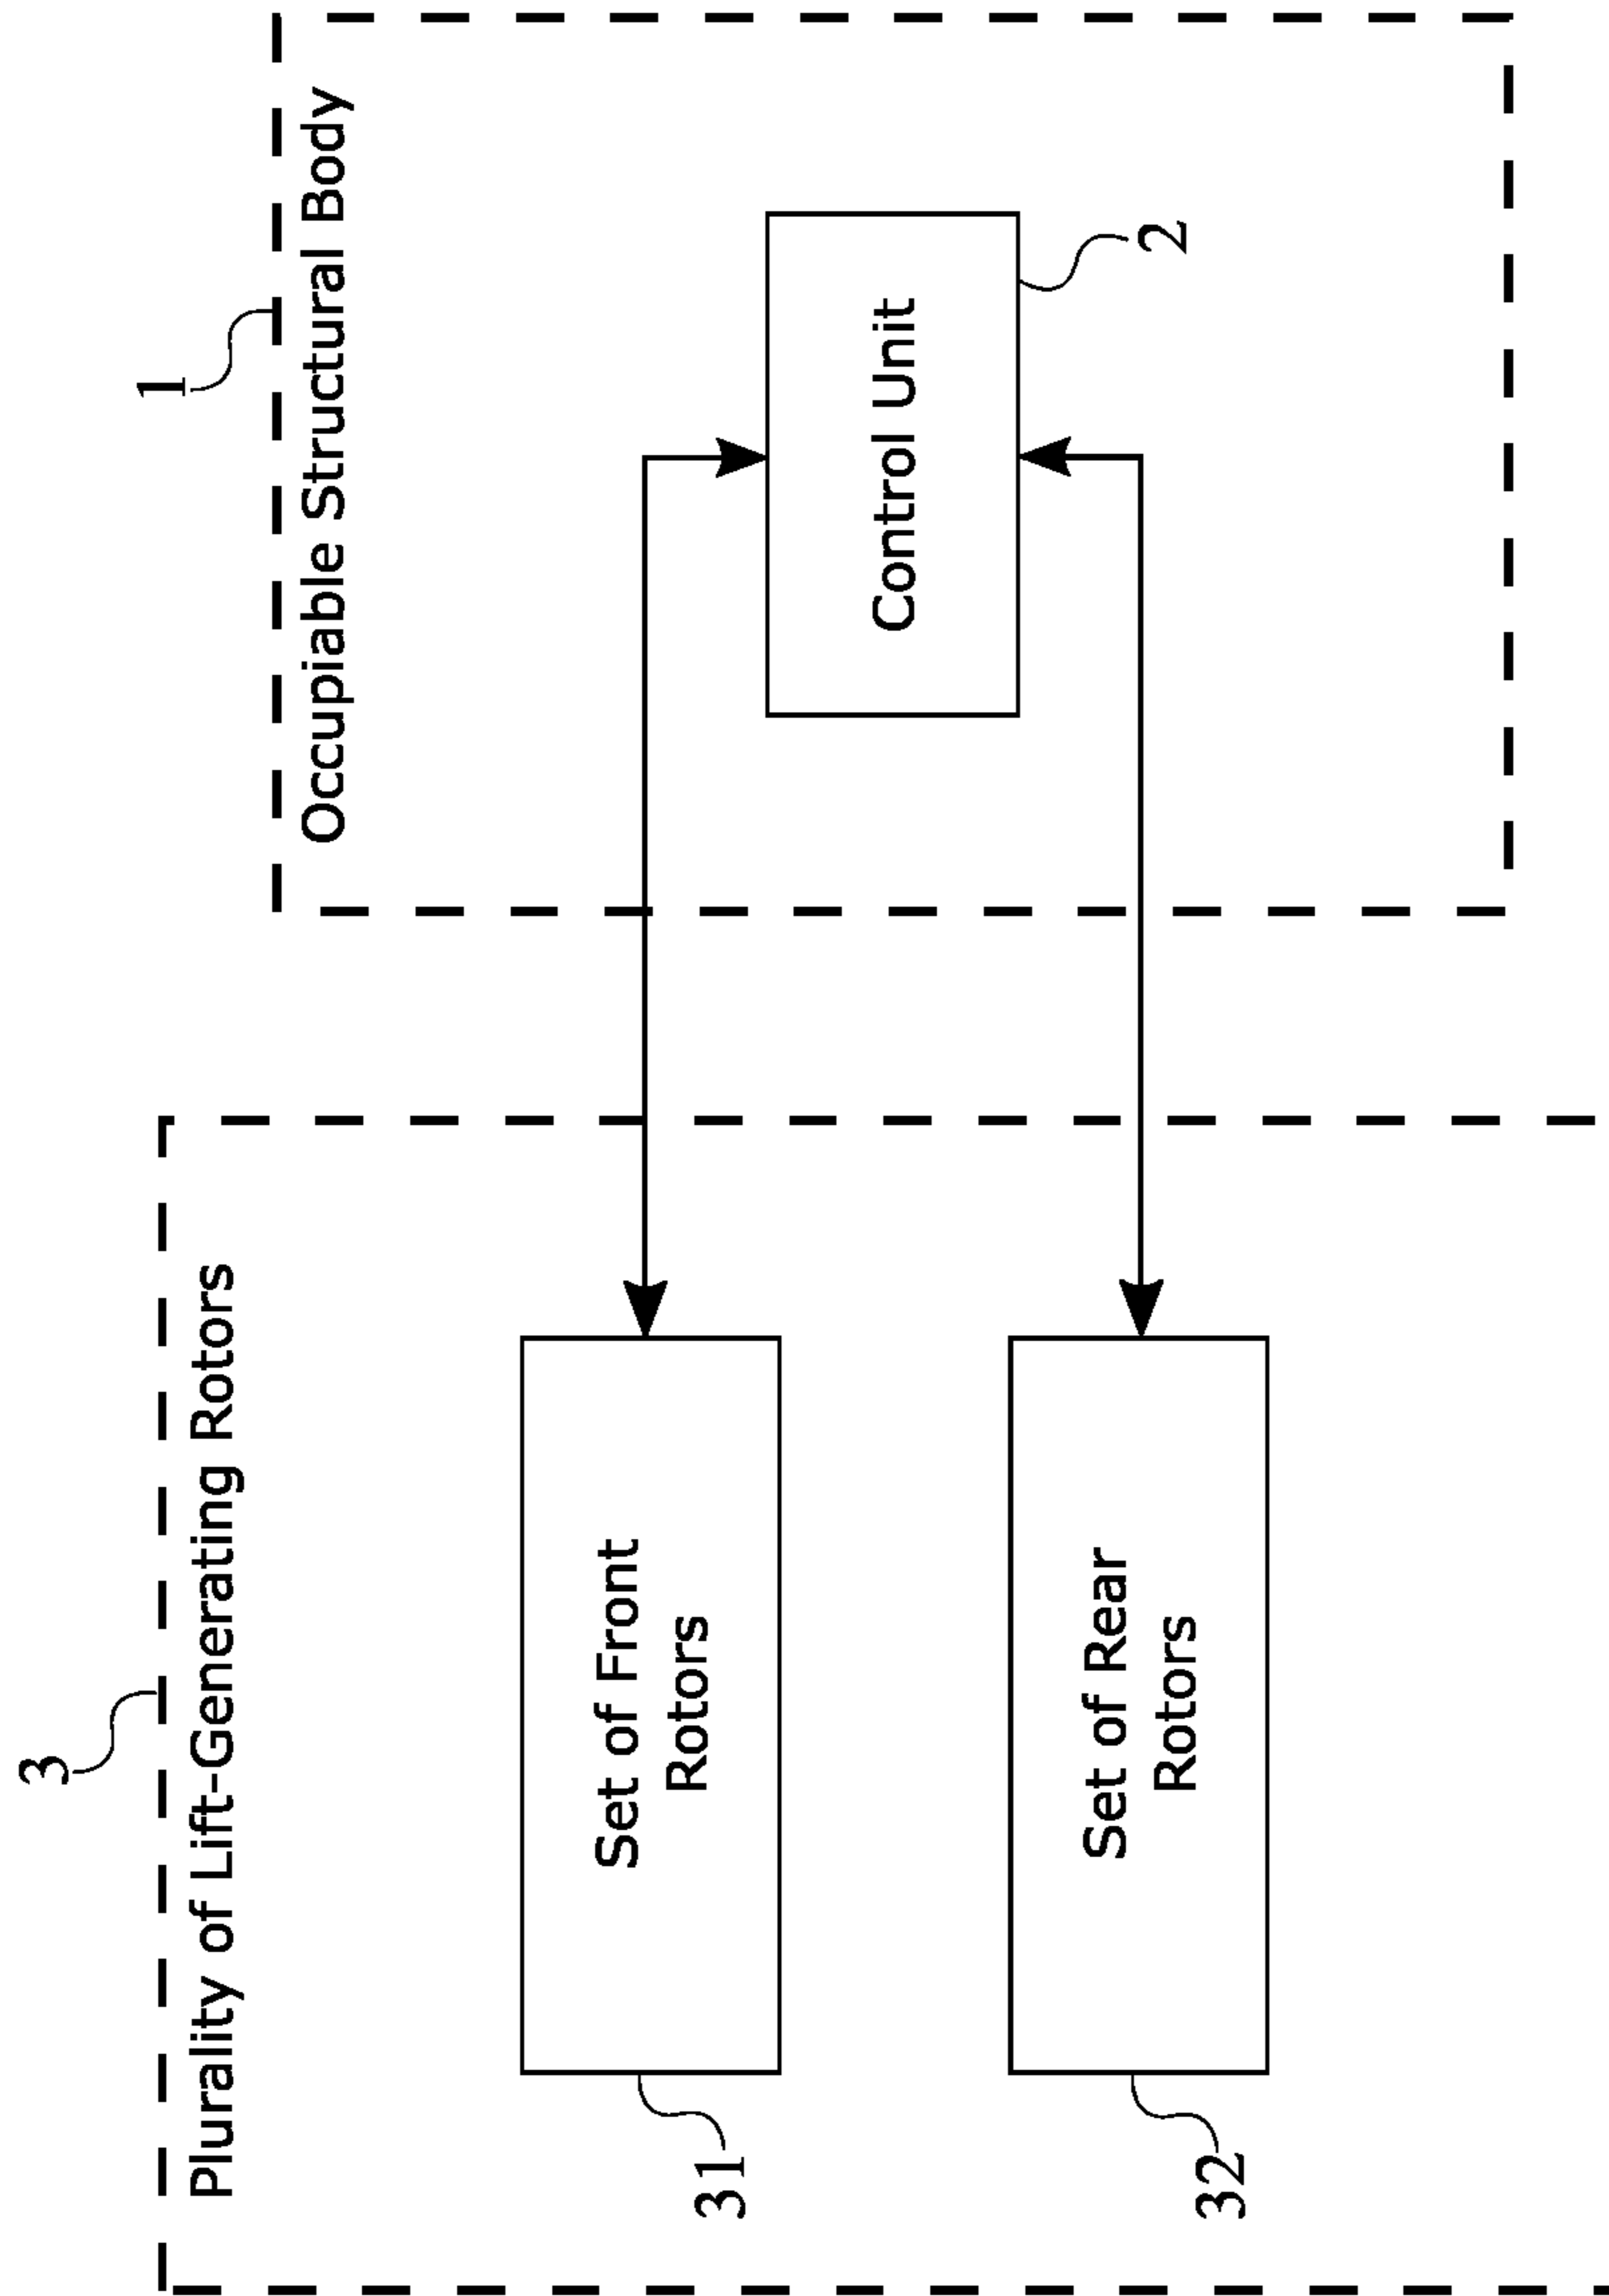 3
Plurality of Lift-Generating Rotors
31
Set of Front
Rotors
32
Set of Rear
Rotors
1
Occupiable Structural Body
Control Unit
2